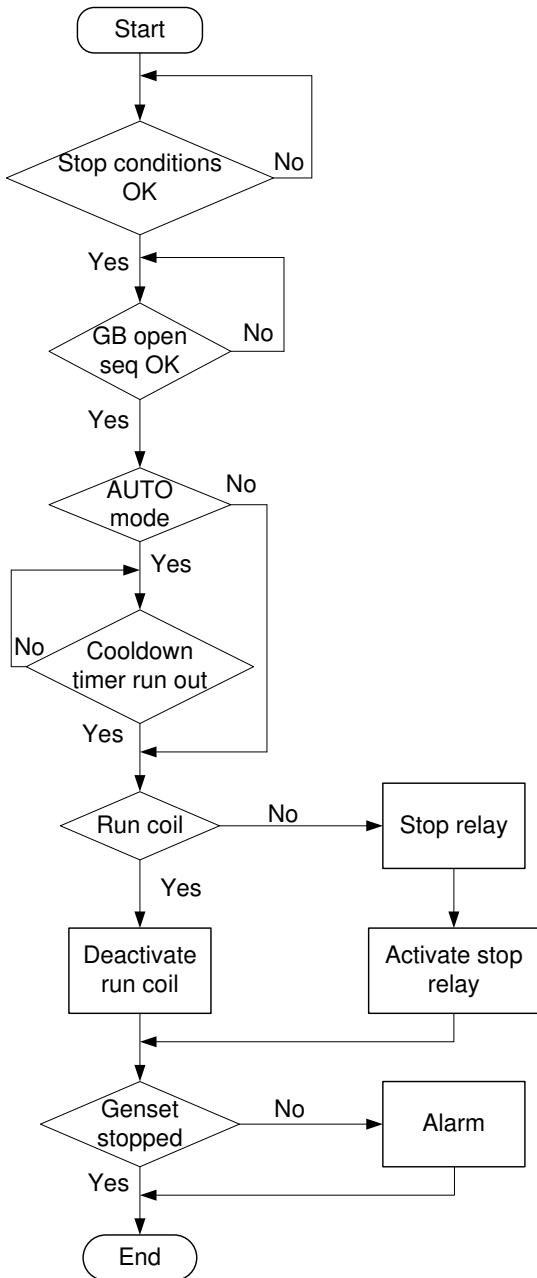 Start
Stop conditions
OK
No
Yes
GB open
seq OK
No
Yes
AUTO
mode
No
Yes
No
Cooldown
timer run out
Yes
Run coil
No
Stop relay
Yes
Deactivate
run coil
Activate stop
relay
Genset
stopped
No
Alarm
Yes
End